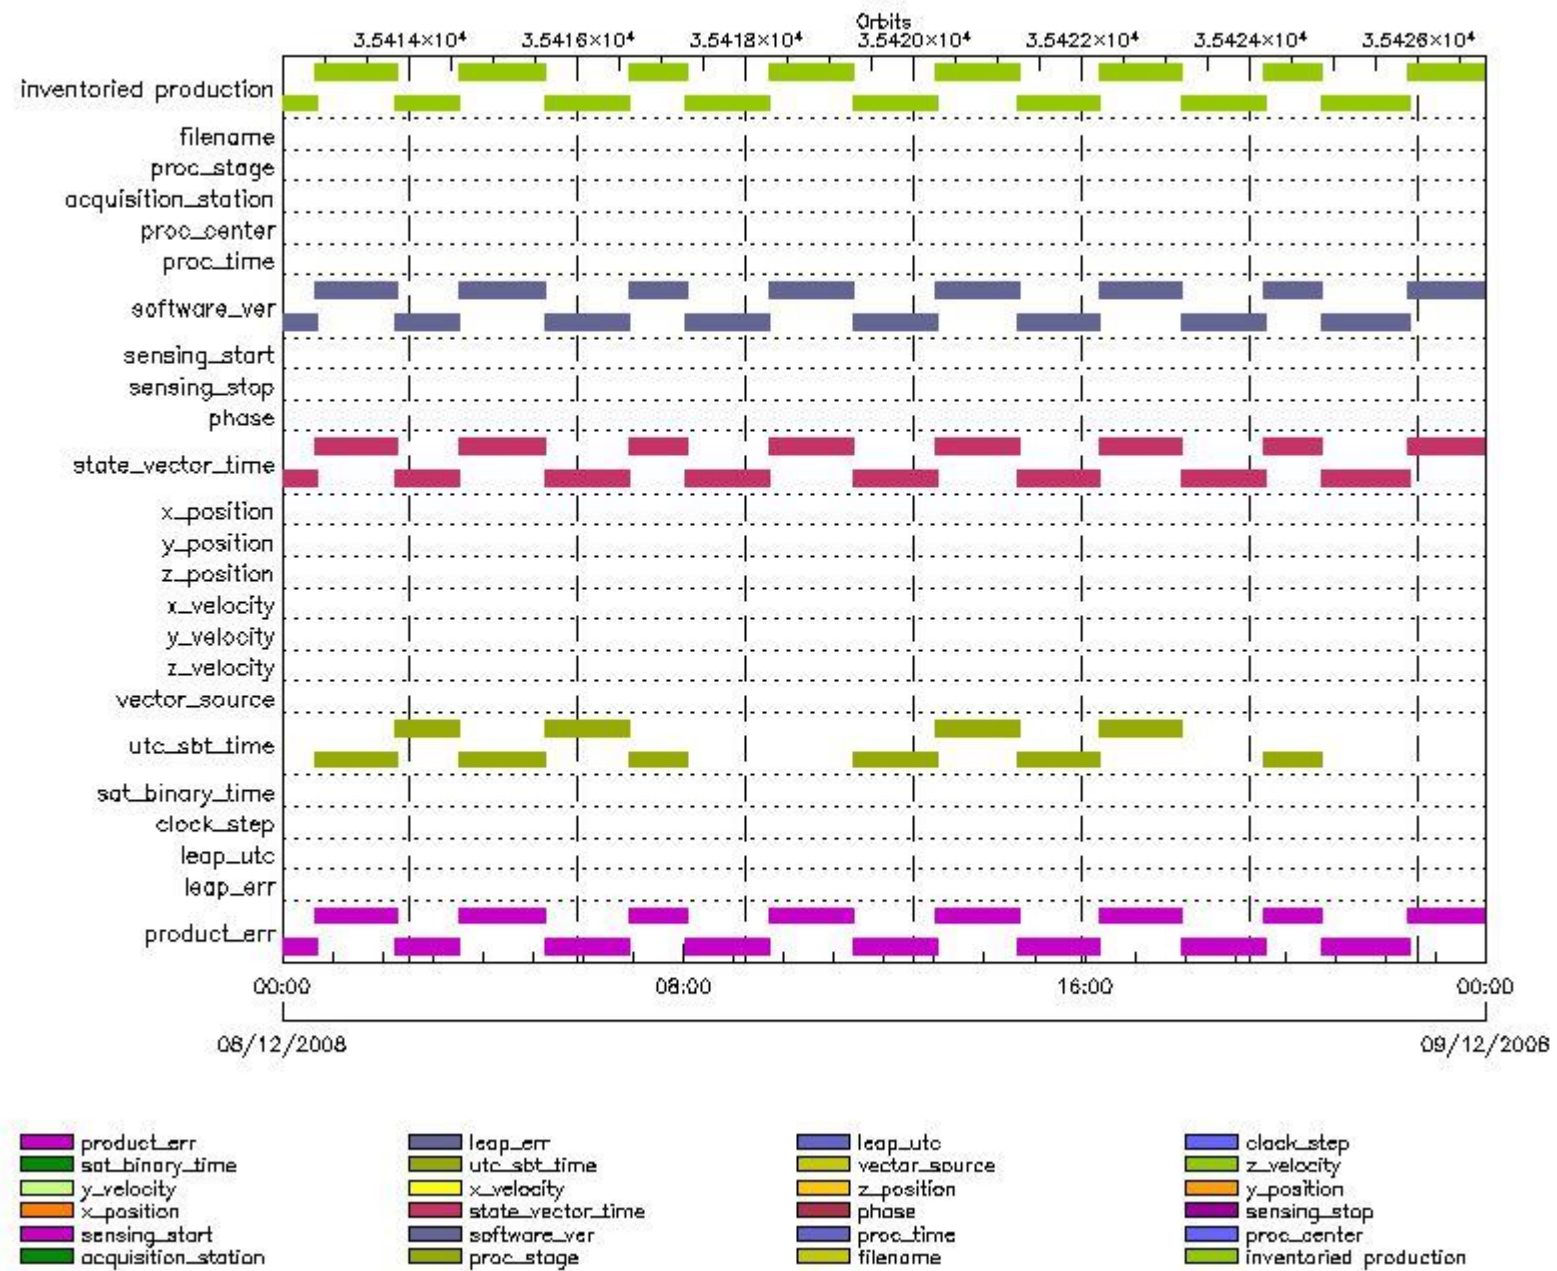 Orbits
3.5414×10⁴ 3.5416×10⁴ 3.5418×10⁴ 3.5420×10⁴ 3.5422×10⁴ 3.5424×10⁴ 3.5426×10⁴
inventoried production
filename
proc_stage
acquisition_station
proc_center
proc_time
software_ver
sensing_start
sensing_stop
phase
state_vector_time
x_position
y_position
z_position
x_velocity
y_velocity
z_velocity
vector_source
utc_sbt_time
sat_binary_time
clock_step
leap_utc
leap_err
product_err
00:00 08:00 16:00 00:00
08/12/2008 09/12/2008
product_err leap_err leap_utc clock_step
sat_binary_time utc_sbt_time vector_source z_velocity
y_velocity x_velocity z_position y_position
x_position state_vector_time phase sensing_stop
sensing_start software_ver proc_time proc_center
acquisition_station proc_stage filename inventoried production